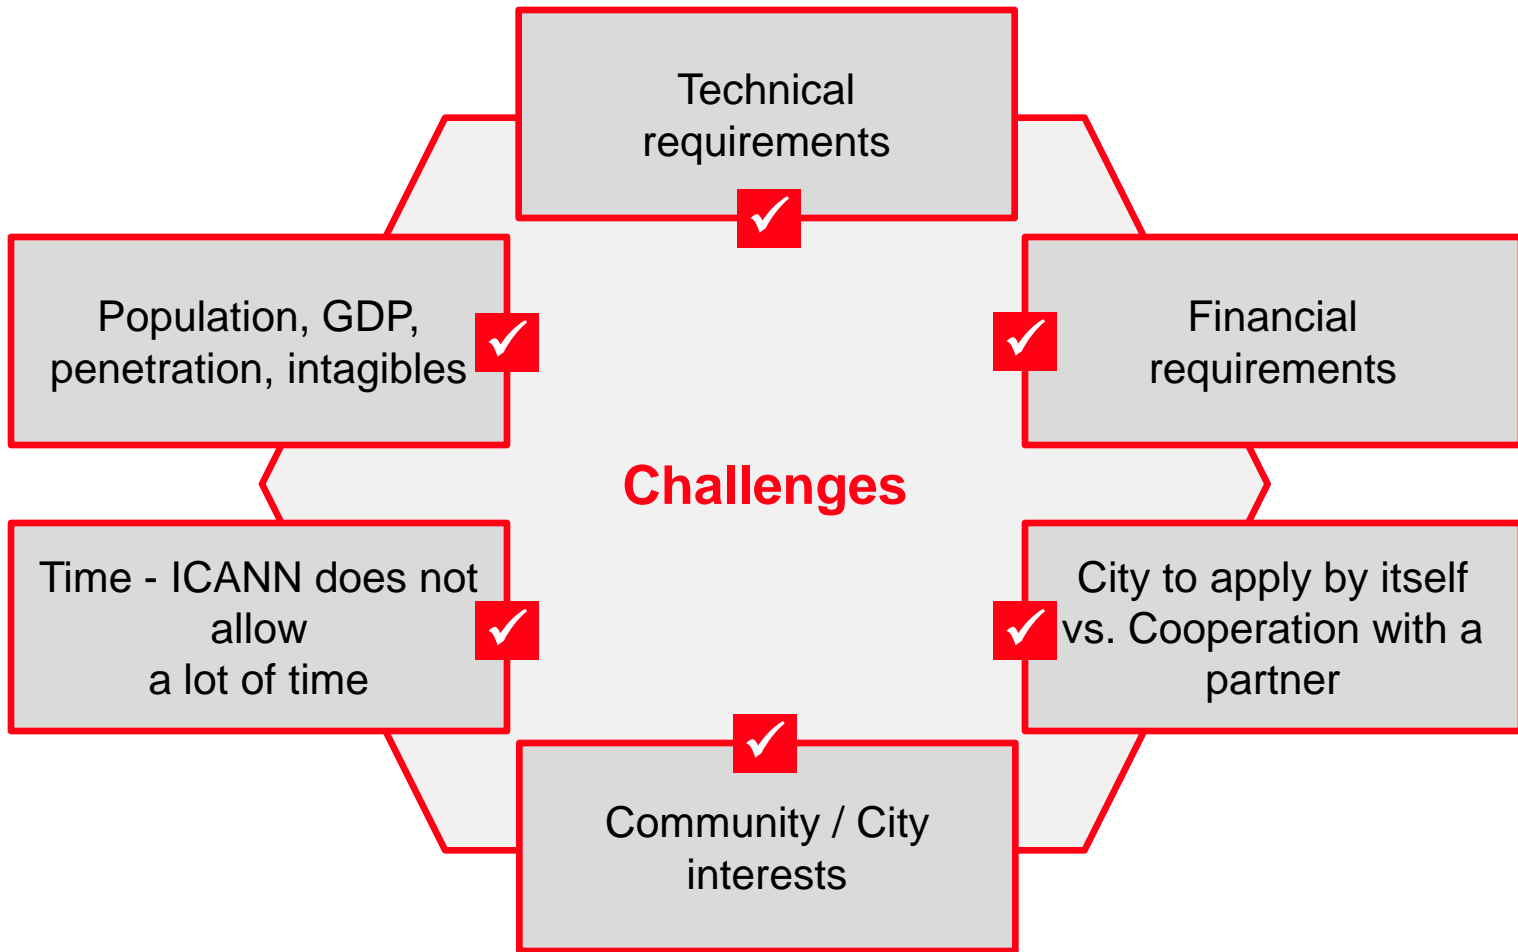 Technical
requirements
Population, GDP,
penetration, intagibles
Financial
requirements
Challenges
Time - ICANN does not
allow
a lot of time
City to apply by itself
vs. Cooperation with a
partner
Community / City
interests